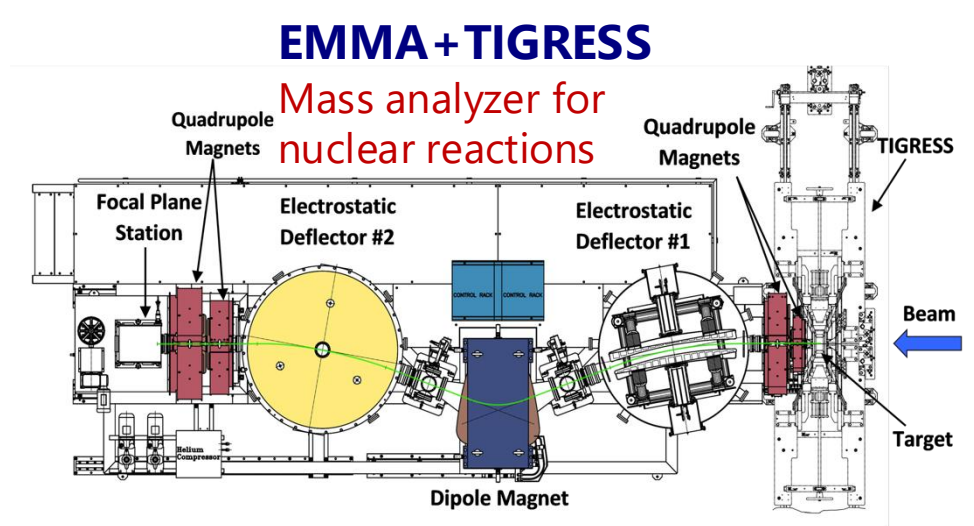 EMMA+TIGRESS
Mass analyzer for
nuclear reactions
Quadrupole
Magnets
Quadrupole
Magnets
TIGRESS
Focal Plane
Station
Electrostatic
Deflector #2
Electrostatic
Deflector #1
CONTROL RACK
CONTROL RACK
Beam
Target
Helium
Compressor
Dipole Magnet